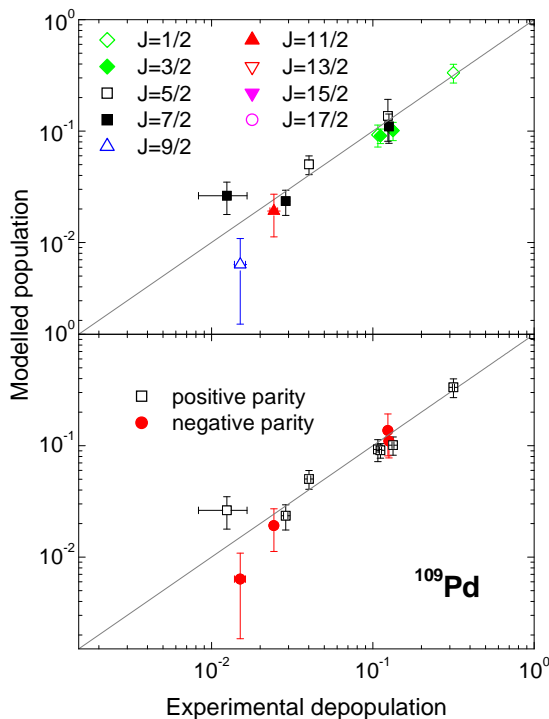 10^0
J=1/2
J=11/2
J=3/2
J=13/2
J=5/2
J=15/2
J=7/2
J=17/2
J=9/2
10^-1
10^-2
10^0
Modelled population
positive parity
negative parity
10^-1
10^-2
^109Pd
10^-2
10^-1
10^0
Experimental depopulation